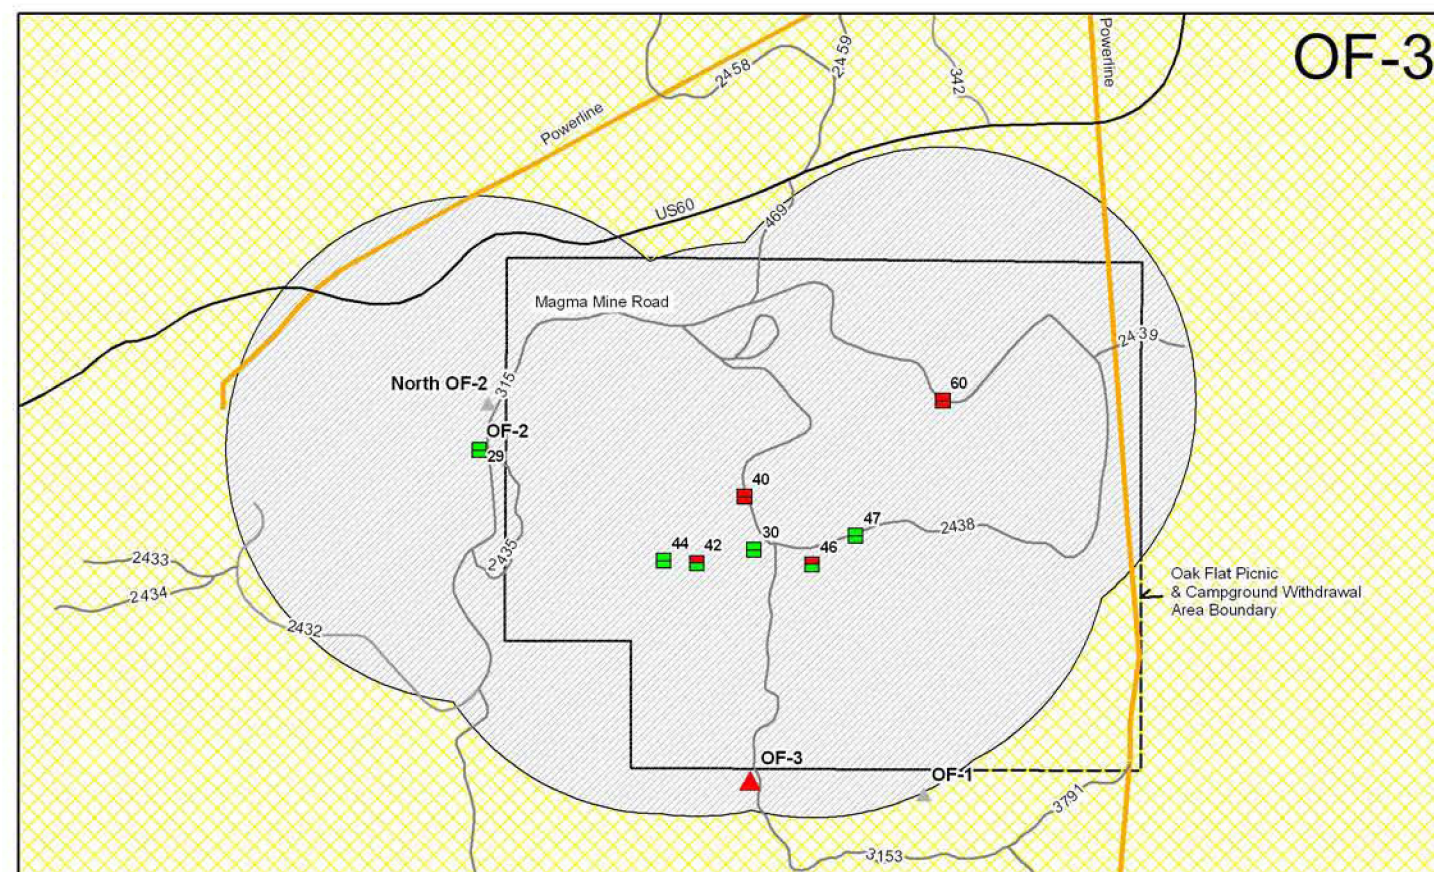 OF-3
Powerline
2458
2459
342
Powerline
US60
469
Magma Mine Road
2439
North OF-2
315
60
OF-2
29
40
47
2438
30
44
42
46
2435
2433
2434
2432
Oak Flat Picnic
& Campground Withdrawal
Area Boundary
OF-3
OF-1
3791
3153